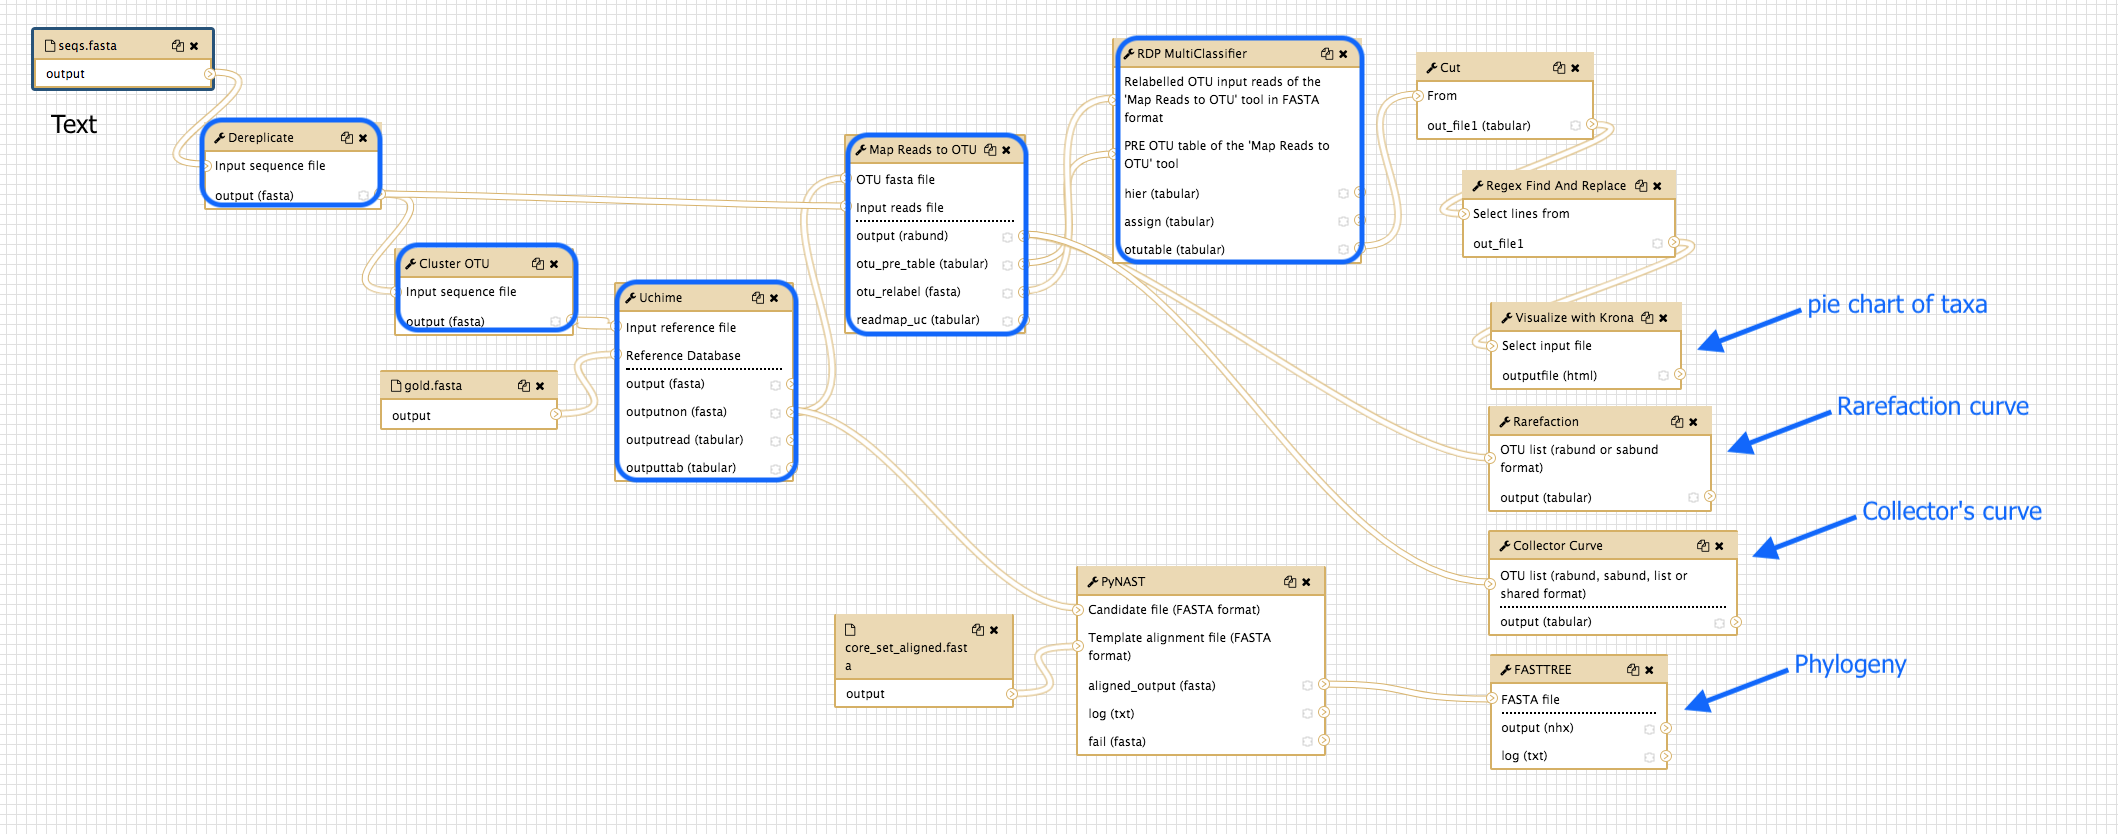 seqs.fasta
output
Text
Dereplicate
Input sequence file
output (fasta)
Cluster OTU
Input sequence file
output (fasta)
gold.fasta
output
Uchime
Input reference file
Reference Database
output (fasta)
outputnon (fasta)
outputread (tabular)
outputtab (tabular)
Map Reads to OTU
OTU fasta file
Input reads file
output (rabund)
otu_pre_table (tabular)
otu_relabel (fasta)
readmap_uc (tabular)
RDP MultiClassifier
Relabelled OTU input reads of the
'Map Reads to OTU' tool in FASTA
format
PRE OTU table of the 'Map Reads to
OTU' tool
hier (tabular)
assign (tabular)
otutable (tabular)
Cut
From
out_file1 (tabular)
Regex Find And Replace
Select lines from
out_file1
Visualize with Krona
Select input file
outputfile (html)
pie chart of taxa
Rarefaction
OTU list (rabund or sabund
format)
output (tabular)
Rarefaction curve
Collector Curve
OTU list (rabund, sabund, list or
shared format)
output (tabular)
Collector's curve
core_set_aligned.fast
a
output
PyNAST
Candidate file (FASTA format)
Template alignment file (FASTA
format)
aligned_output (fasta)
log (txt)
fail (fasta)
FASTTREE
FASTA file
output (nhx)
log (txt)
Phylogeny